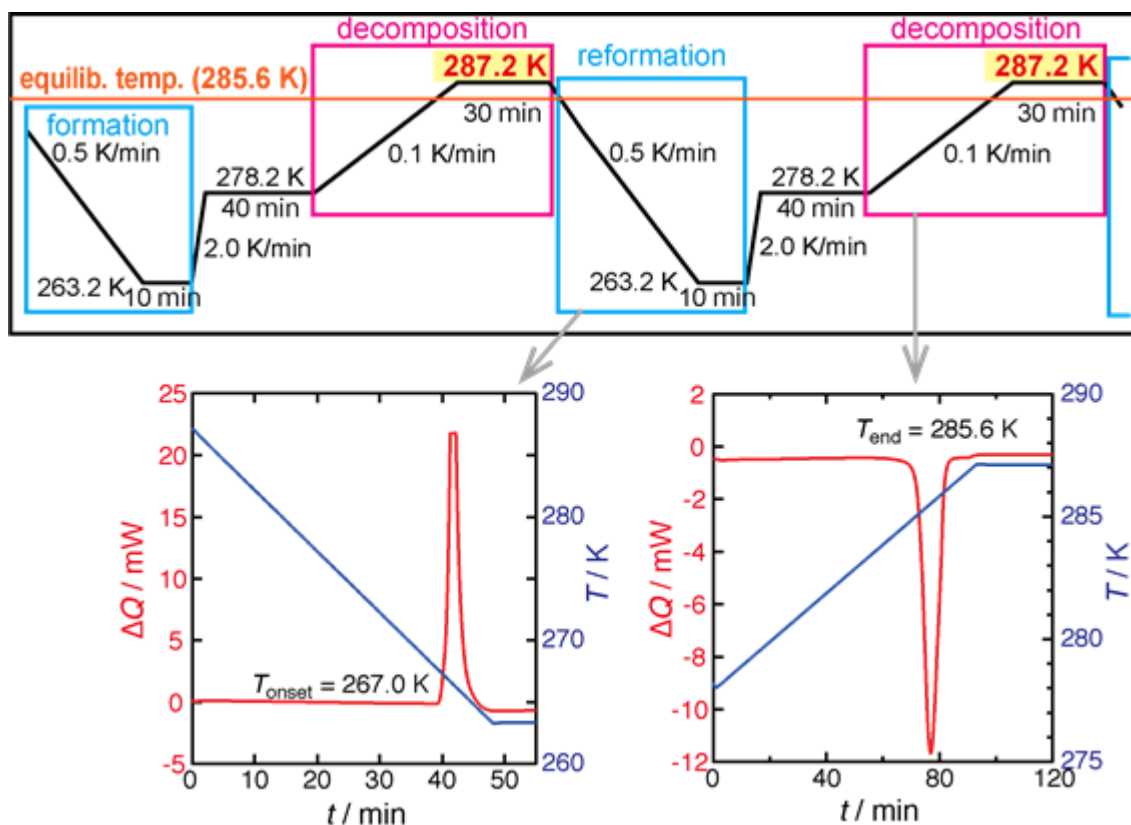 decomposition
decomposition
287.2 K
reformation
287.2 K
equilib. temp. (285.6 K)
formation
30 min
30 min
0.5 K/min
0.1 K/min
0.5 K/min
0.1 K/min
278.2 K
278.2 K
40 min
40 min
2.0 K/min
2.0 K/min
263.2 K
10 min
263.2 K
10 min
25
20
15
10
5
0
-5
ΔQ / mW
290
280
270
260
T / K
T_onset = 267.0 K
0 10 20 30 40 50
t / min
2
0
-2
-4
-6
-8
-10
-12
ΔQ / mW
290
285
280
275
T / K
T_end = 285.6 K
0 40 80 120
t / min